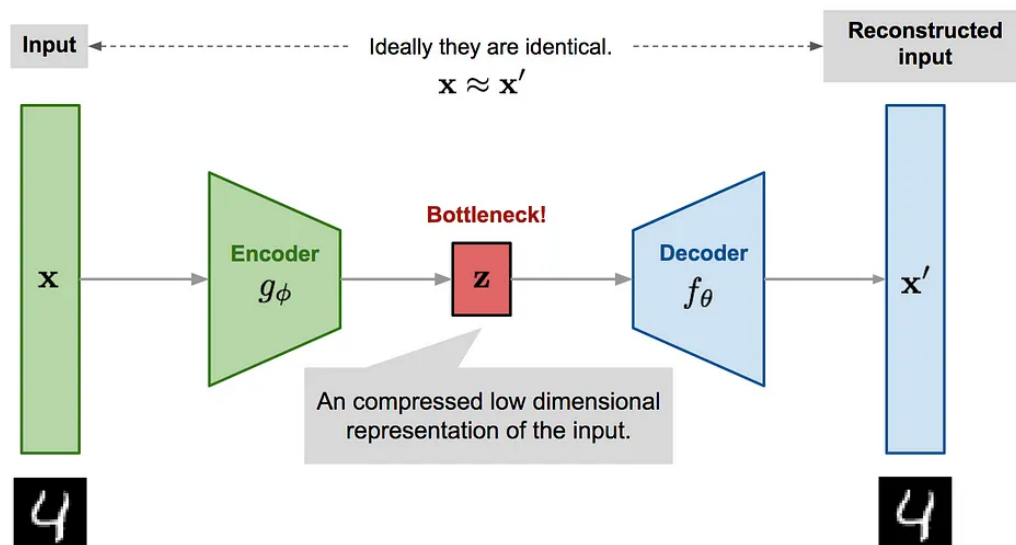 Input
Ideally they are identical.
x ≈ x′
Reconstructed
input
Bottleneck!
x
Encoder
gϕ
z
Decoder
fθ
x′
An compressed low dimensional
representation of the input.
4
4